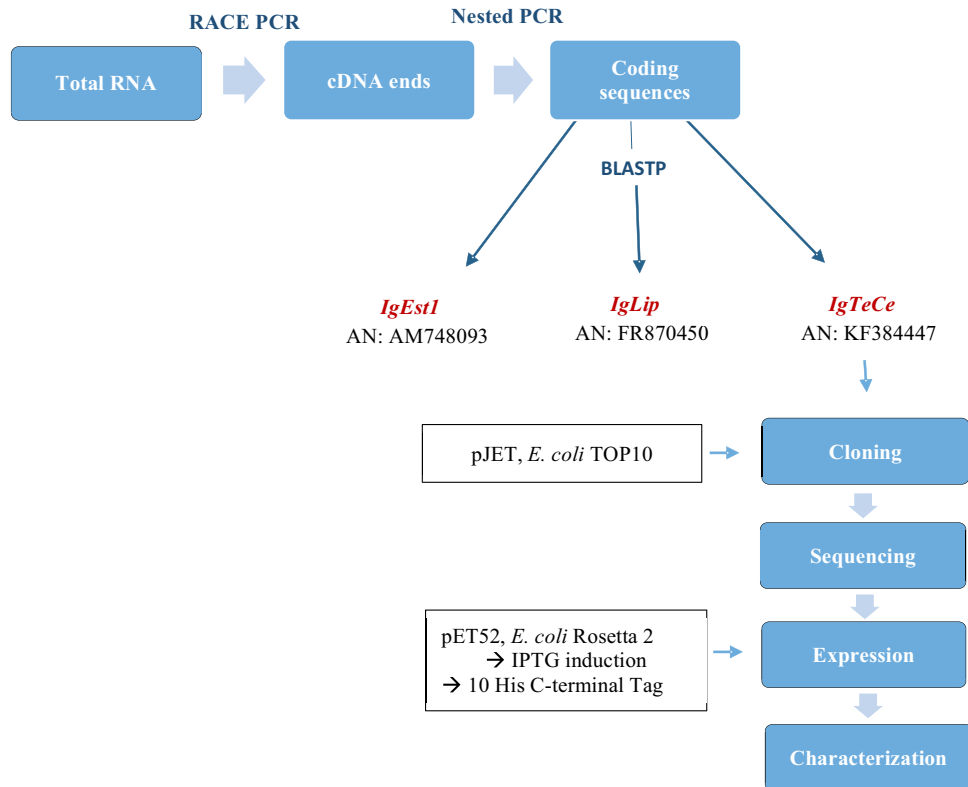 RACE PCR
Nested PCR
Total RNA
cDNA ends
Coding
sequences
BLASTP
IgEst1
AN: AM748093
IgLip
AN: FR870450
IgTeCe
AN: KF384447
pJET, E. coli TOP10
Cloning
Sequencing
pET52, E. coli Rosetta 2
→ IPTG induction
→ 10 His C-terminal Tag
Expression
Characterization